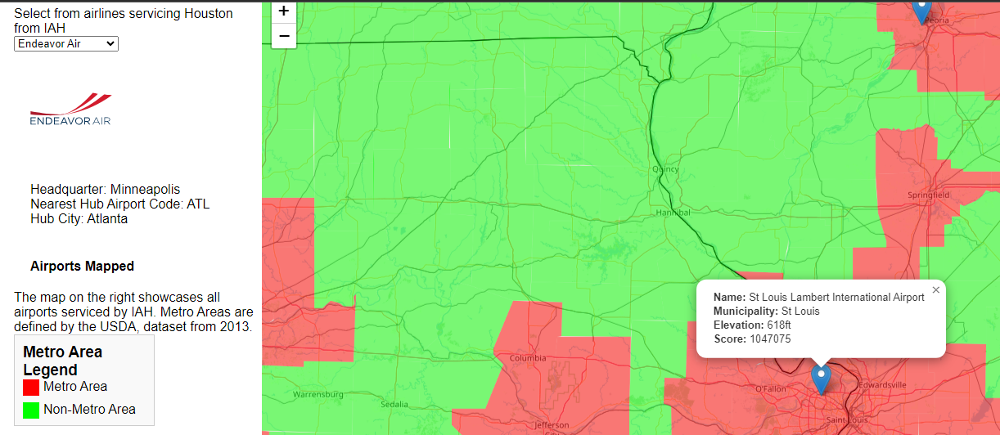 Select from airlines servicing Houston
from IAH
Endeavor Air
ENDEAVOR AIR
Headquarter: Minneapolis
Nearest Hub Airport Code: ATL
Hub City: Atlanta
Airports Mapped
The map on the right showcases all
airports serviced by IAH. Metro Areas are
defined by the USDA, dataset from 2013.
Metro Area
Legend
Metro Area
Non-Metro Area
+
−
Peoria
Quincy
Springfield
Hannibal
×
Name: St Louis Lambert International Airport
Municipality: St Louis
Elevation: 618ft
Score: 1047075
Columbia
Warrensburg
Sedalia
O'Fallon
Edwardsville
Saint Louis
Jefferson
City